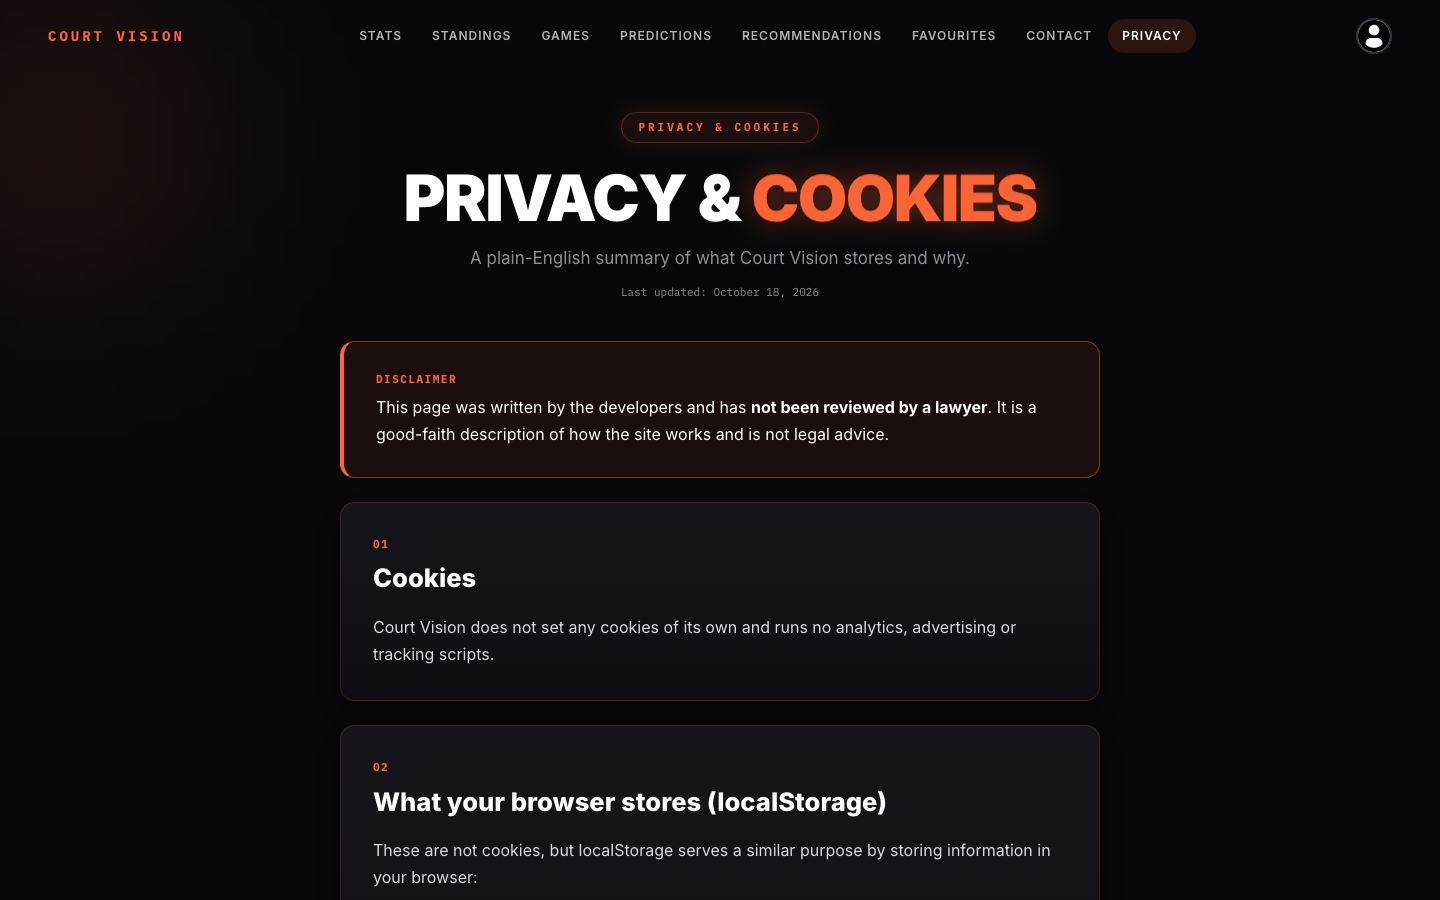 COURT VISION
STATS STANDINGS GAMES PREDICTIONS RECOMMENDATIONS FAVOURITES CONTACT PRIVACY
PRIVACY & COOKIES
PRIVACY & COOKIES
A plain-English summary of what Court Vision stores and why.
Last updated: October 18, 2026
DISCLAIMER
This page was written by the developers and has not been reviewed by a lawyer. It is a
good-faith description of how the site works and is not legal advice.
01
Cookies
Court Vision does not set any cookies of its own and runs no analytics, advertising or
tracking scripts.
02
What your browser stores (localStorage)
These are not cookies, but localStorage serves a similar purpose by storing information in
your browser: